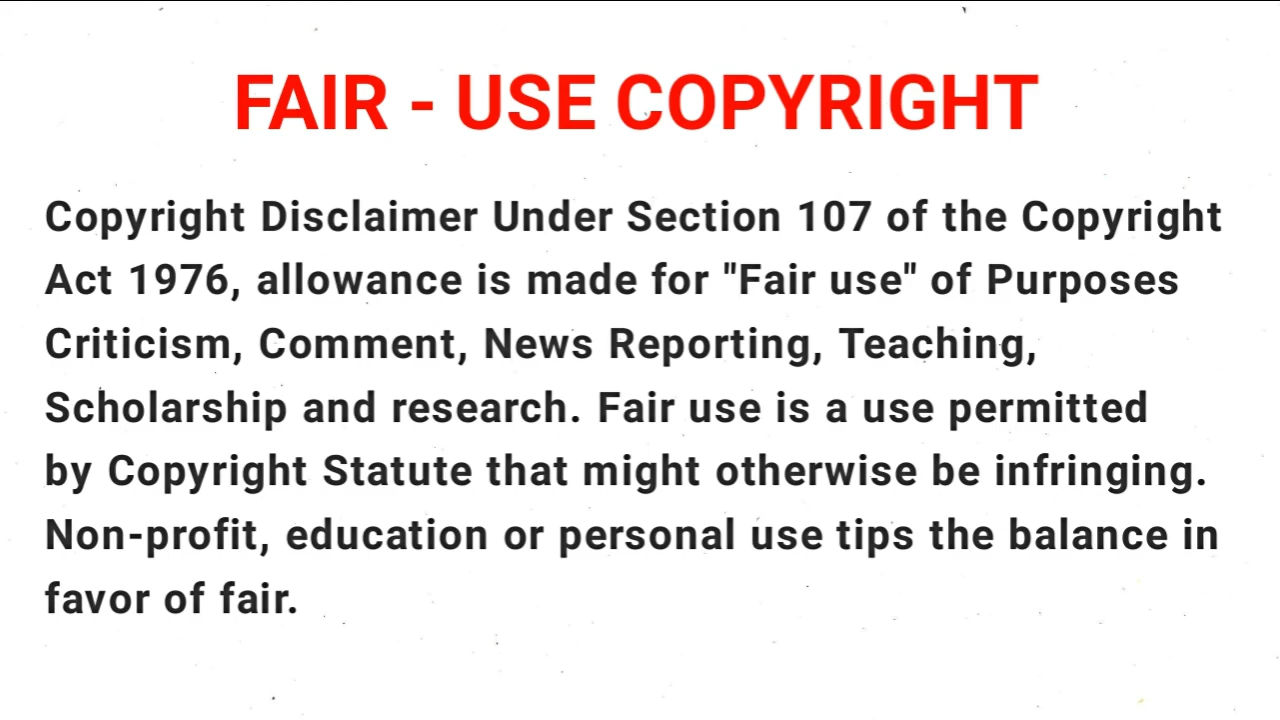 FAIR - USE COPYRIGHT
Copyright Disclaimer Under Section 107 of the Copyright
Act 1976, allowance is made for "Fair use" of Purposes
Criticism, Comment, News Reporting, Teaching,
Scholarship and research. Fair use is a use permitted
by Copyright Statute that might otherwise be infringing.
Non-profit, education or personal use tips the balance in
favor of fair.